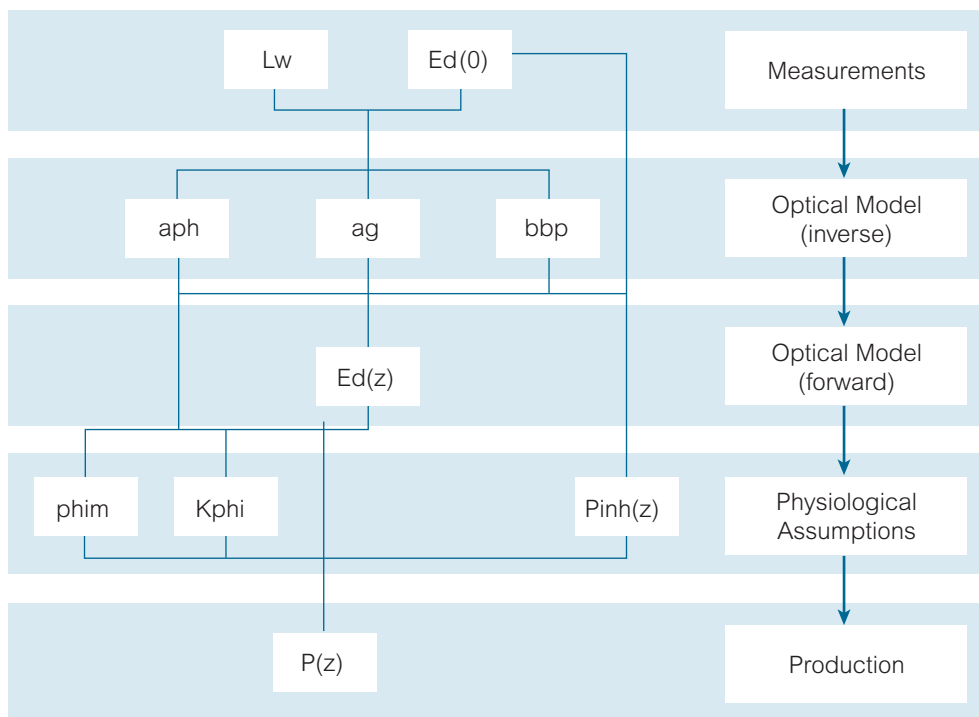 Lw
Ed(0)
Measurements
aph
ag
bbp
Optical Model
(inverse)
Ed(z)
Optical Model
(forward)
phim
Kphi
Pinh(z)
Physiological
Assumptions
P(z)
Production